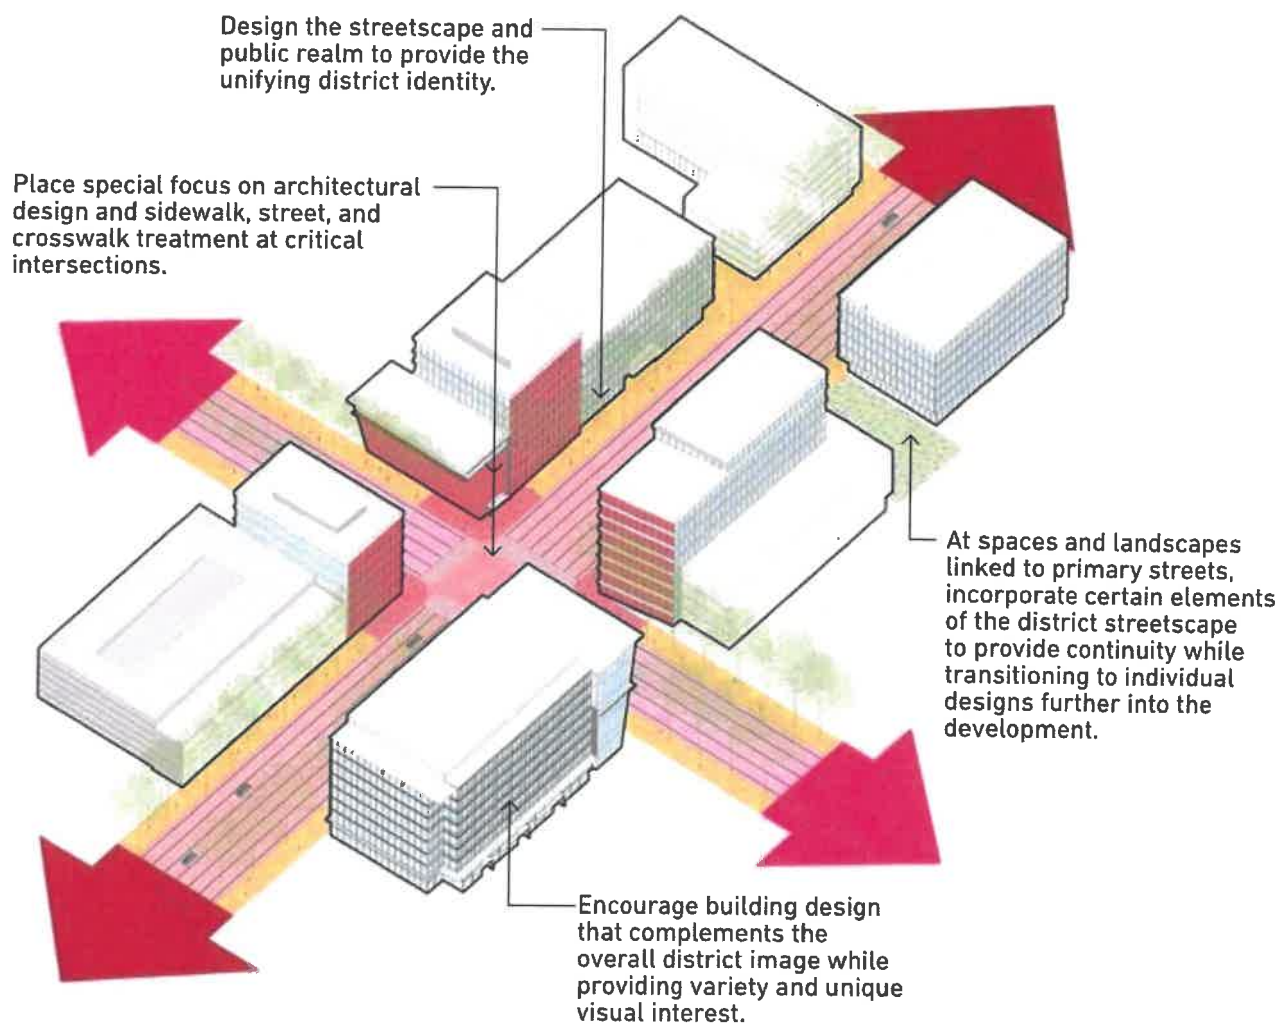 Design the streetscape and
public realm to provide the
unifying district identity.
Place special focus on architectural
design and sidewalk, street, and
crosswalk treatment at critical
intersections.
At spaces and landscapes
linked to primary streets,
incorporate certain elements
of the district streetscape
to provide continuity while
transitioning to individual
designs further into the
development.
Encourage building design
that complements the
overall district image while
providing variety and unique
visual interest.